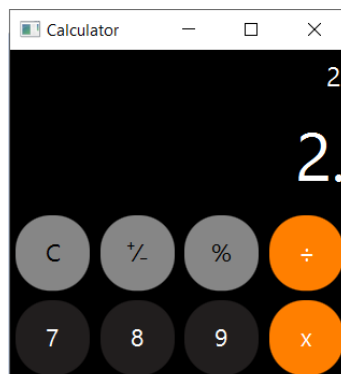 Calculator
2
2.
C ⁺∕₋ % ÷
7 8 9 x